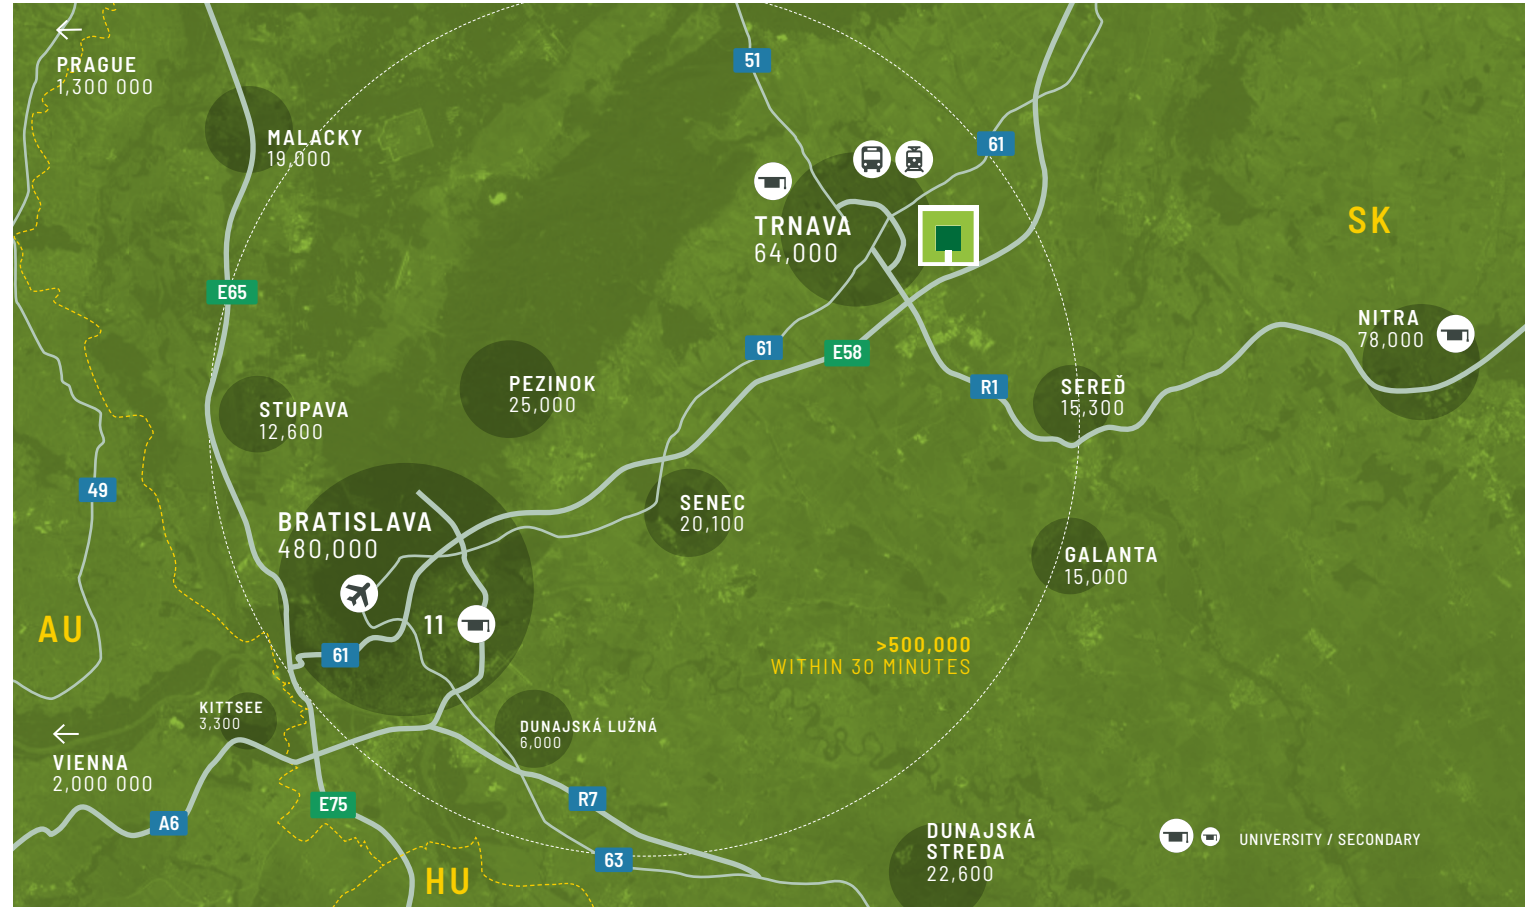 PRAGUE
1,300 000
51
MALACKY
19,000
61
TRNAVA
64,000
SK
E65
NITRA
78,000
61
E58
PEZINOK
25,000
R1
SEREĎ
15,300
STUPAVA
12,600
49
SENEC
20,100
BRATISLAVA
480,000
GALANTA
15,000
AU
11
61
>500,000
WITHIN 30 MINUTES
KITTSEE
3,300
DUNAJSKÁ LUŽNÁ
6,000
VIENNA
2,000 000
E75
R7
A6
DUNAJSKÁ
STREDA
22,600
UNIVERSITY / SECONDARY
63
HU